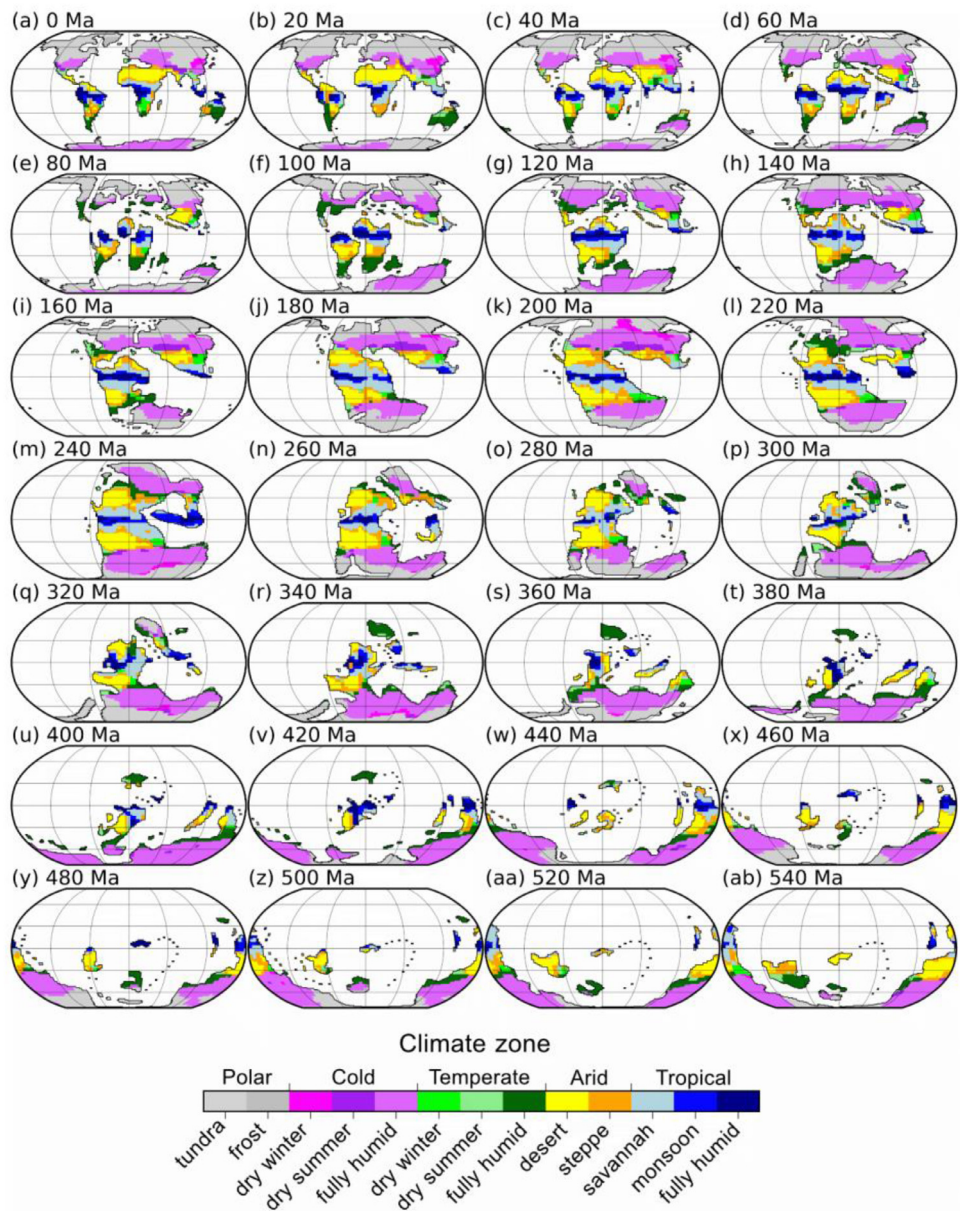 (a) 0 Ma (b) 20 Ma (c) 40 Ma (d) 60 Ma
(e) 80 Ma (f) 100 Ma (g) 120 Ma (h) 140 Ma
(i) 160 Ma (j) 180 Ma (k) 200 Ma (l) 220 Ma
(m) 240 Ma (n) 260 Ma (o) 280 Ma (p) 300 Ma
(q) 320 Ma (r) 340 Ma (s) 360 Ma (t) 380 Ma
(u) 400 Ma (v) 420 Ma (w) 440 Ma (x) 460 Ma
(y) 480 Ma (z) 500 Ma (aa) 520 Ma (ab) 540 Ma
Climate zone
Polar Cold Temperate Arid Tropical
tundra frost dry winter dry summer fully humid dry winter dry summer fully humid desert steppe savannah monsoon fully humid